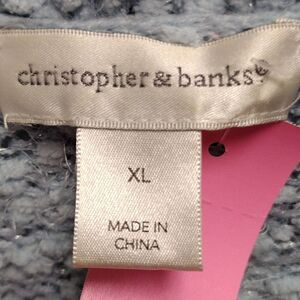 christopher & banks®
XL
MADE IN
CHINA